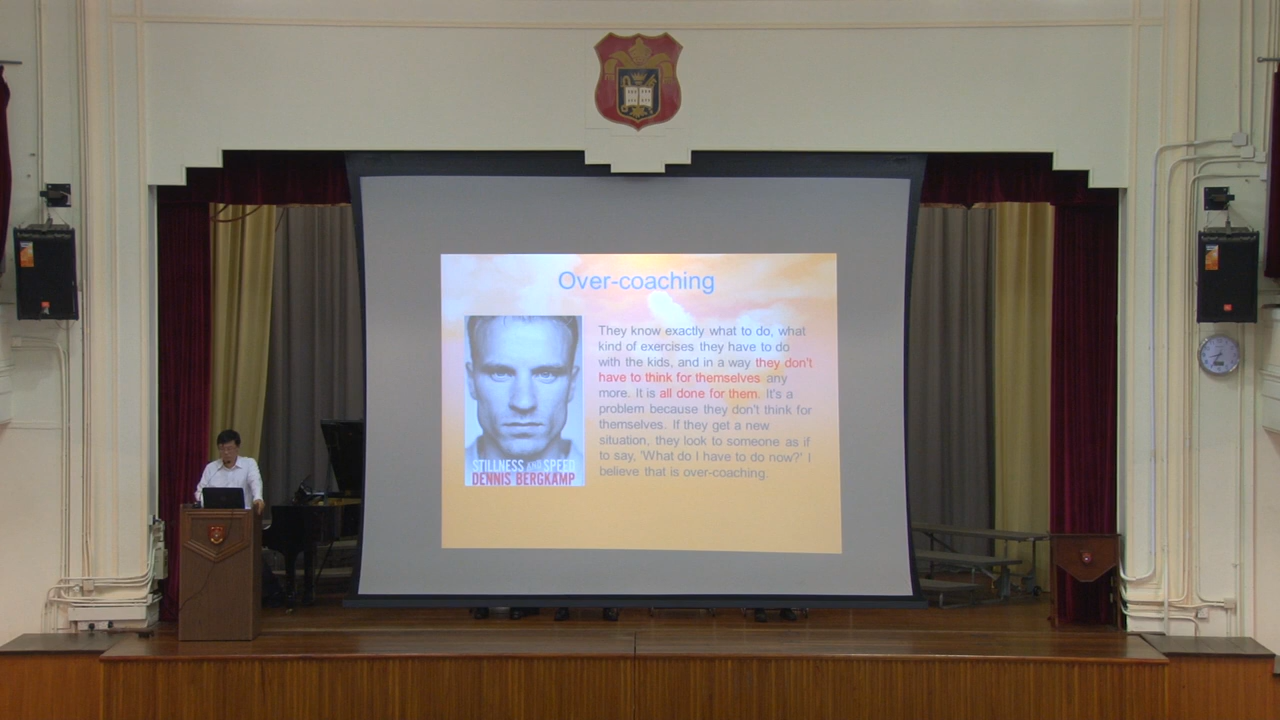 Over-coaching
They know exactly what to do, what
kind of exercises they have to do
with the kids, and in a way they don't
have to think for themselves any
more. It is all done for them. It's a
problem because they don't think for
themselves. If they get a new
situation, they look to someone as if
to say, 'What do I have to do now?' I
believe that is over-coaching.
STILLNESS AND SPEED
DENNIS BERGKAMP